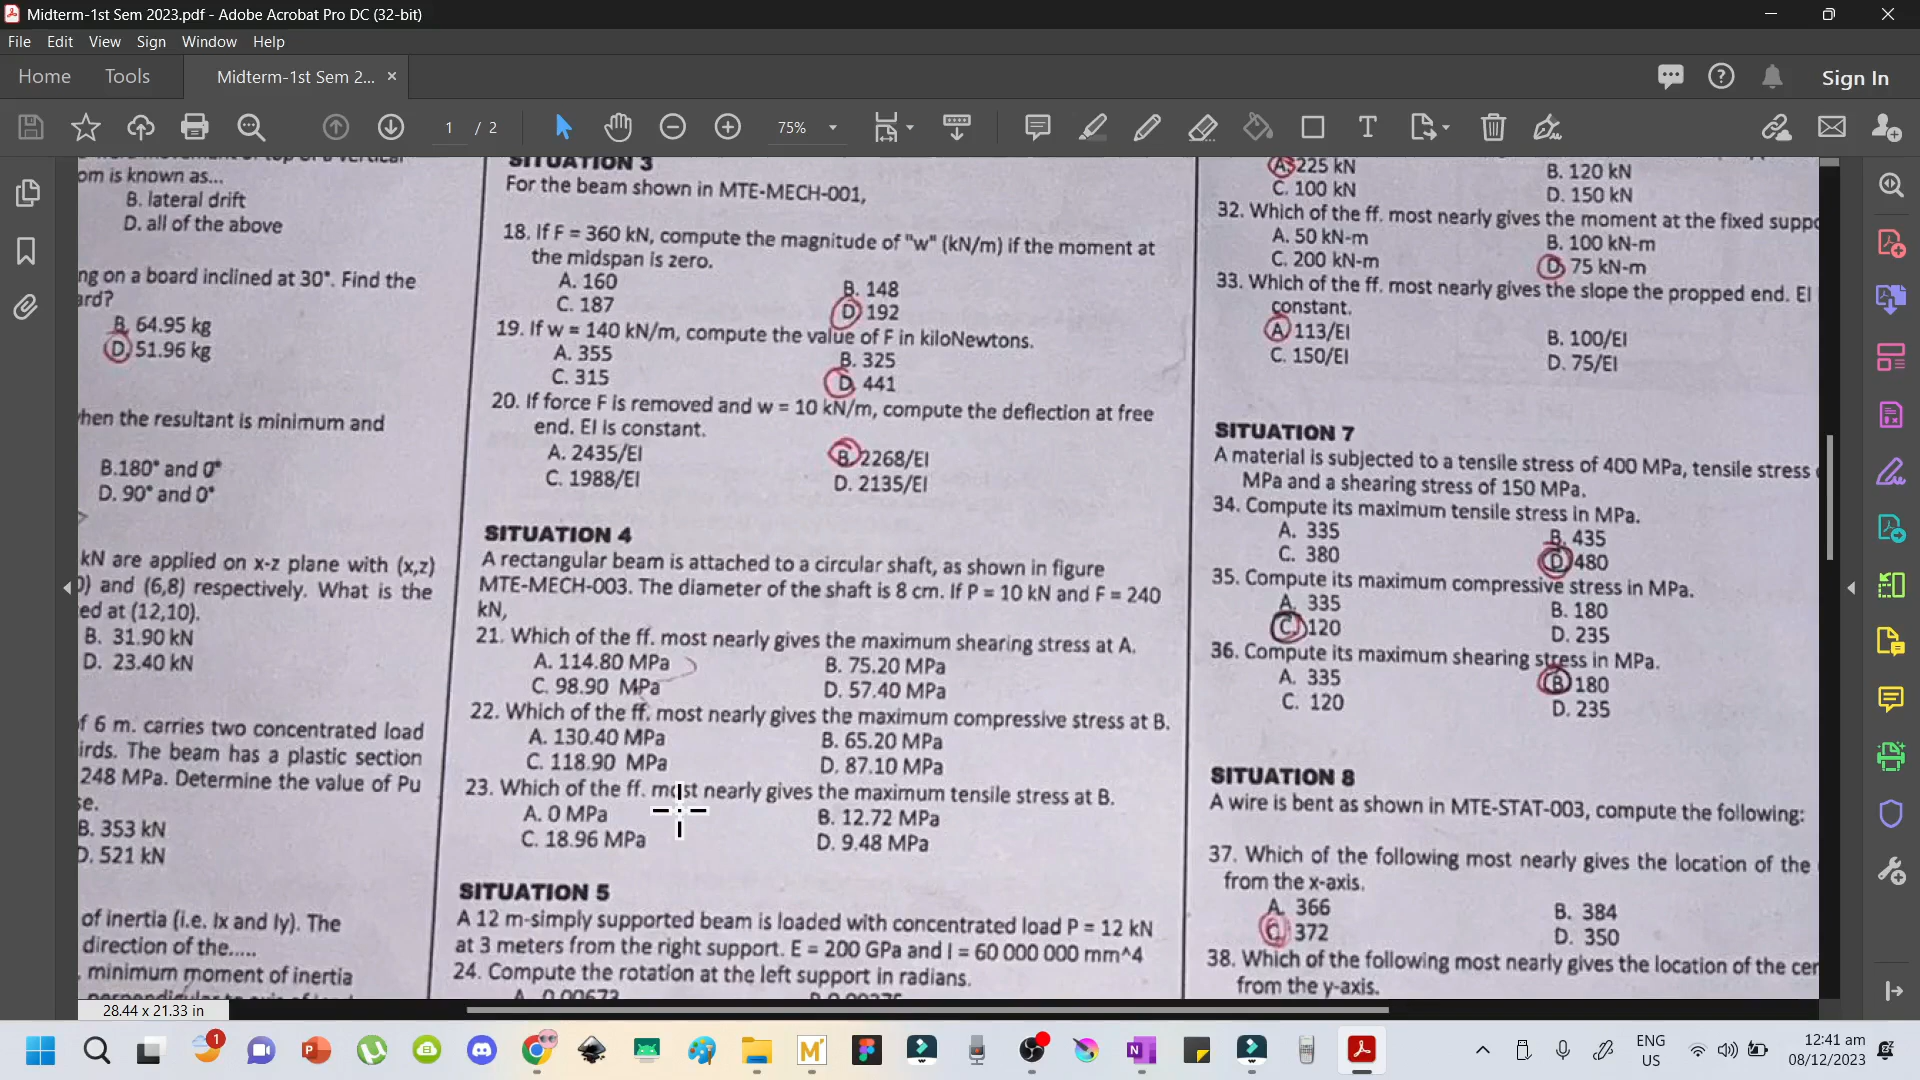 Midterm-1st Sem 2023.pdf - Adobe Acrobat Pro DC (32-bit)
File Edit View Sign Window Help
Home Tools Midterm-1st Sem 2... × Sign In
1 / 2 75%
om is known as...
B. lateral drift
D. all of the above
ng on a board inclined at 30°. Find the
ard?
B. 64.95 kg
D. 51.96 kg
hen the resultant is minimum and
B.180° and 0°
D. 90° and 0°
kN are applied on x-z plane with (x,z)
0) and (6,8) respectively. What is the
ed at (12,10).
B. 31.90 kN
D. 23.40 kN
f 6 m. carries two concentrated load
irds. The beam has a plastic section
248 MPa. Determine the value of Pu
se.
B. 353 kN
D. 521 kN
of inertia (i.e. Ix and Iy). The
direction of the.....
minimum moment of inertia
SITUATION 3
For the beam shown in MTE-MECH-001,
18. If F = 360 kN, compute the magnitude of "w" (kN/m) if the moment at
the midspan is zero.
A. 160
B. 148
C. 187
D. 192
19. If w = 140 kN/m, compute the value of F in kiloNewtons.
A. 355
B. 325
C. 315
D. 441
20. If force F is removed and w = 10 kN/m, compute the deflection at free
end. EI is constant.
A. 2435/EI
B. 2268/EI
C. 1988/EI
D. 2135/EI
SITUATION 4
A rectangular beam is attached to a circular shaft, as shown in figure
MTE-MECH-003. The diameter of the shaft is 8 cm. If P = 10 kN and F = 240
kN,
21. Which of the ff. most nearly gives the maximum shearing stress at A.
A. 114.80 MPa
B. 75.20 MPa
C. 98.90 MPa
D. 57.40 MPa
22. Which of the ff. most nearly gives the maximum compressive stress at B.
A. 130.40 MPa
B. 65.20 MPa
C. 118.90 MPa
D. 87.10 MPa
23. Which of the ff. most nearly gives the maximum tensile stress at B.
A. 0 MPa
B. 12.72 MPa
C. 18.96 MPa
D. 9.48 MPa
SITUATION 5
A 12 m-simply supported beam is loaded with concentrated load P = 12 kN
at 3 meters from the right support. E = 200 GPa and I = 60 000 000 mm^4
24. Compute the rotation at the left support in radians.
A. 225 kN
B. 120 kN
C. 100 kN
D. 150 kN
32. Which of the ff. most nearly gives the moment at the fixed suppo
A. 50 kN-m
B. 100 kN-m
C. 200 kN-m
D. 75 kN-m
33. Which of the ff. most nearly gives the slope the propped end. EI
constant.
A. 113/EI
B. 100/EI
C. 150/EI
D. 75/EI
SITUATION 7
A material is subjected to a tensile stress of 400 MPa, tensile stress
MPa and a shearing stress of 150 MPa.
34. Compute its maximum tensile stress in MPa.
A. 335
B. 435
C. 380
D. 480
35. Compute its maximum compressive stress in MPa.
A. 335
B. 180
C. 120
D. 235
36. Compute its maximum shearing stress in MPa.
A. 335
B. 180
C. 120
D. 235
SITUATION 8
A wire is bent as shown in MTE-STAT-003, compute the following:
37. Which of the following most nearly gives the location of the
from the x-axis.
A. 366
B. 384
C. 372
D. 350
38. Which of the following most nearly gives the location of the cen
from the y-axis.
28.44 x 21.33 in
1
ENG
US
12:41 am
08/12/2023